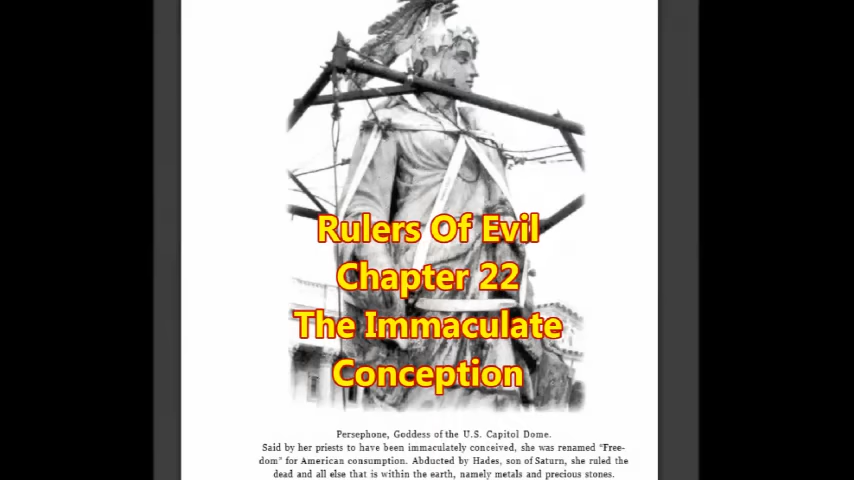 Rulers Of Evil
Chapter 22
The Immaculate
Conception
Persephone, Goddess of the U.S. Capitol Dome.
Said by her priests to have been immaculately conceived, she was renamed "Free-
dom" for American consumption. Abducted by Hades, son of Saturn, she ruled the
dead and all else that is within the earth, namely metals and precious stones.